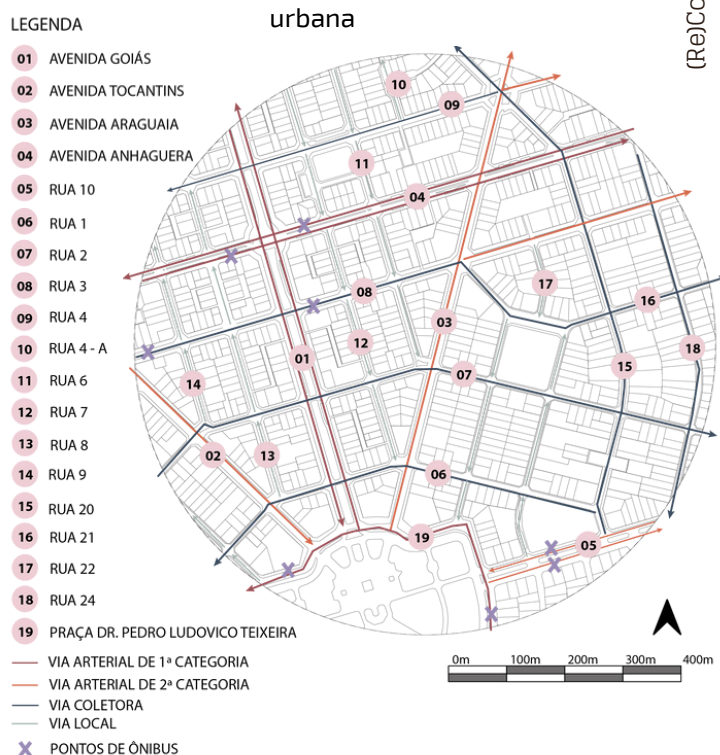 urbana
(Re)Co
LEGENDA
01 AVENIDA GOIÁS
02 AVENIDA TOCANTINS
03 AVENIDA ARAGUAIA
04 AVENIDA ANHAGUERA
05 RUA 10
06 RUA 1
07 RUA 2
08 RUA 3
09 RUA 4
10 RUA 4 - A
11 RUA 6
12 RUA 7
13 RUA 8
14 RUA 9
15 RUA 20
16 RUA 21
17 RUA 22
18 RUA 24
19 PRAÇA DR. PEDRO LUDOVICO TEIXEIRA
VIA ARTERIAL DE 1ª CATEGORIA
VIA ARTERIAL DE 2ª CATEGORIA
VIA COLETORA
VIA LOCAL
PONTOS DE ÔNIBUS
10
09
11
04
17
08
16
03
12
01
18
15
07
14
02
13
06
19
05
0m 100m 200m 300m 400m